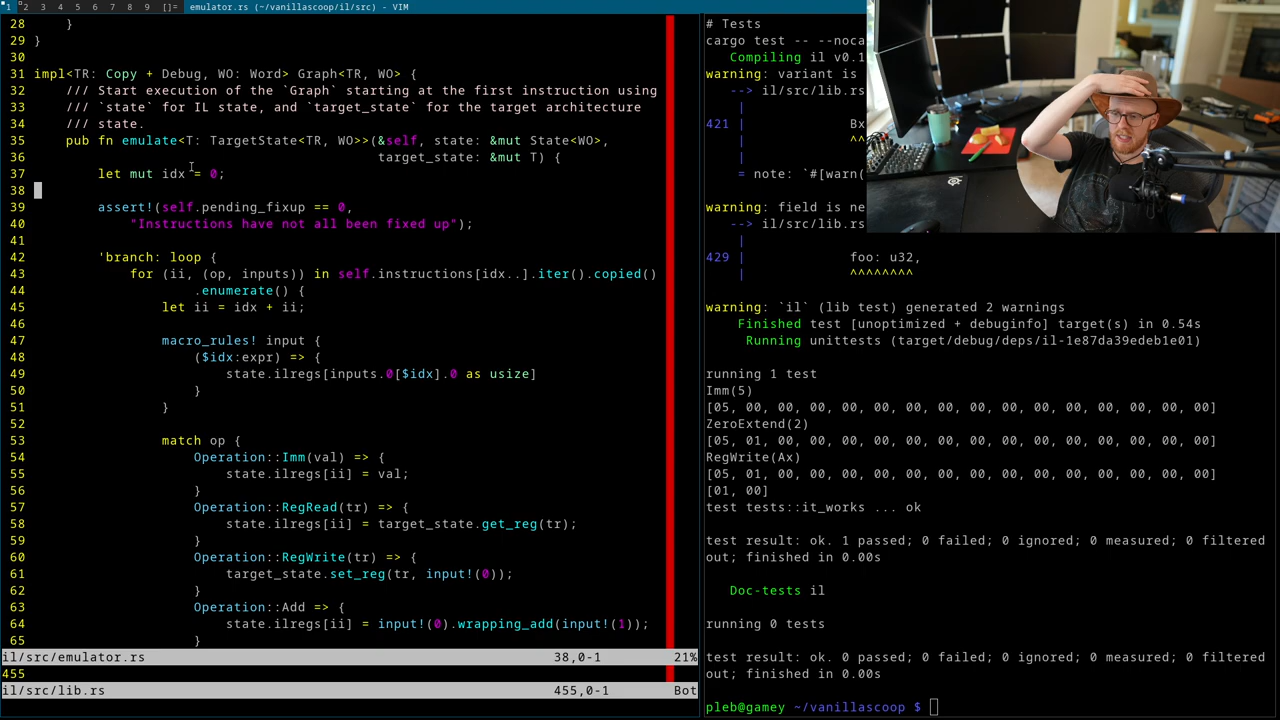 1 2 3 4 5 6 7 8 9 []= emulator.rs (~/vanillascoop/il/src) - VIM
28     }
29 }
30
31 impl<TR: Copy + Debug, WO: Word> Graph<TR, WO> {
32     /// Start execution of the `Graph` starting at the first instruction using
33     /// `state` for IL state, and `target_state` for the target architecture
34     /// state.
35     pub fn emulate<T: TargetState<TR, WO>>(&self, state: &mut State<WO>,
36                                            target_state: &mut T) {
37         let mut idx = 0;
38
39         assert!(self.pending_fixup == 0,
40             "Instructions have not all been fixed up");
41
42         'branch: loop {
43             for (ii, (op, inputs)) in self.instructions[idx..].iter().copied()
44                     .enumerate() {
45                 let ii = idx + ii;
46
47                 macro_rules! input {
48                     ($idx:expr) => {
49                         state.ilregs[inputs.0[$idx].0 as usize]
50                     }
51                 }
52
53                 match op {
54                     Operation::Imm(val) => {
55                         state.ilregs[ii] = val;
56                     }
57                     Operation::RegRead(tr) => {
58                         state.ilregs[ii] = target_state.get_reg(tr);
59                     }
60                     Operation::RegWrite(tr) => {
61                         target_state.set_reg(tr, input!(0));
62                     }
63                     Operation::Add => {
64                         state.ilregs[ii] = input!(0).wrapping_add(input!(1));
65                     }
il/src/emulator.rs 38,0-1 21%
455
il/src/lib.rs 455,0-1 Bot
# Tests
cargo test -- --noca
   Compiling il v0.1
warning: variant is
   --> il/src/lib.rs
    |
421 |         Bx
    |         ^^
    |
    = note: `#[warn(
warning: field is ne
   --> il/src/lib.rs
    |
429 |         foo: u32,
    |         ^^^^^^^^
warning: `il` (lib test) generated 2 warnings
    Finished test [unoptimized + debuginfo] target(s) in 0.54s
     Running unittests (target/debug/deps/il-1e87da39edeb1e01)
running 1 test
Imm(5)
[05, 00, 00, 00, 00, 00, 00, 00, 00, 00, 00, 00, 00, 00, 00, 00]
ZeroExtend(2)
[05, 01, 00, 00, 00, 00, 00, 00, 00, 00, 00, 00, 00, 00, 00, 00]
RegWrite(Ax)
[05, 01, 00, 00, 00, 00, 00, 00, 00, 00, 00, 00, 00, 00, 00, 00]
[01, 00]
test tests::it_works ... ok
test result: ok. 1 passed; 0 failed; 0 ignored; 0 measured; 0 filtered
out; finished in 0.00s
   Doc-tests il
running 0 tests
test result: ok. 0 passed; 0 failed; 0 ignored; 0 measured; 0 filtered
out; finished in 0.00s
pleb@gamey ~/vanillascoop $